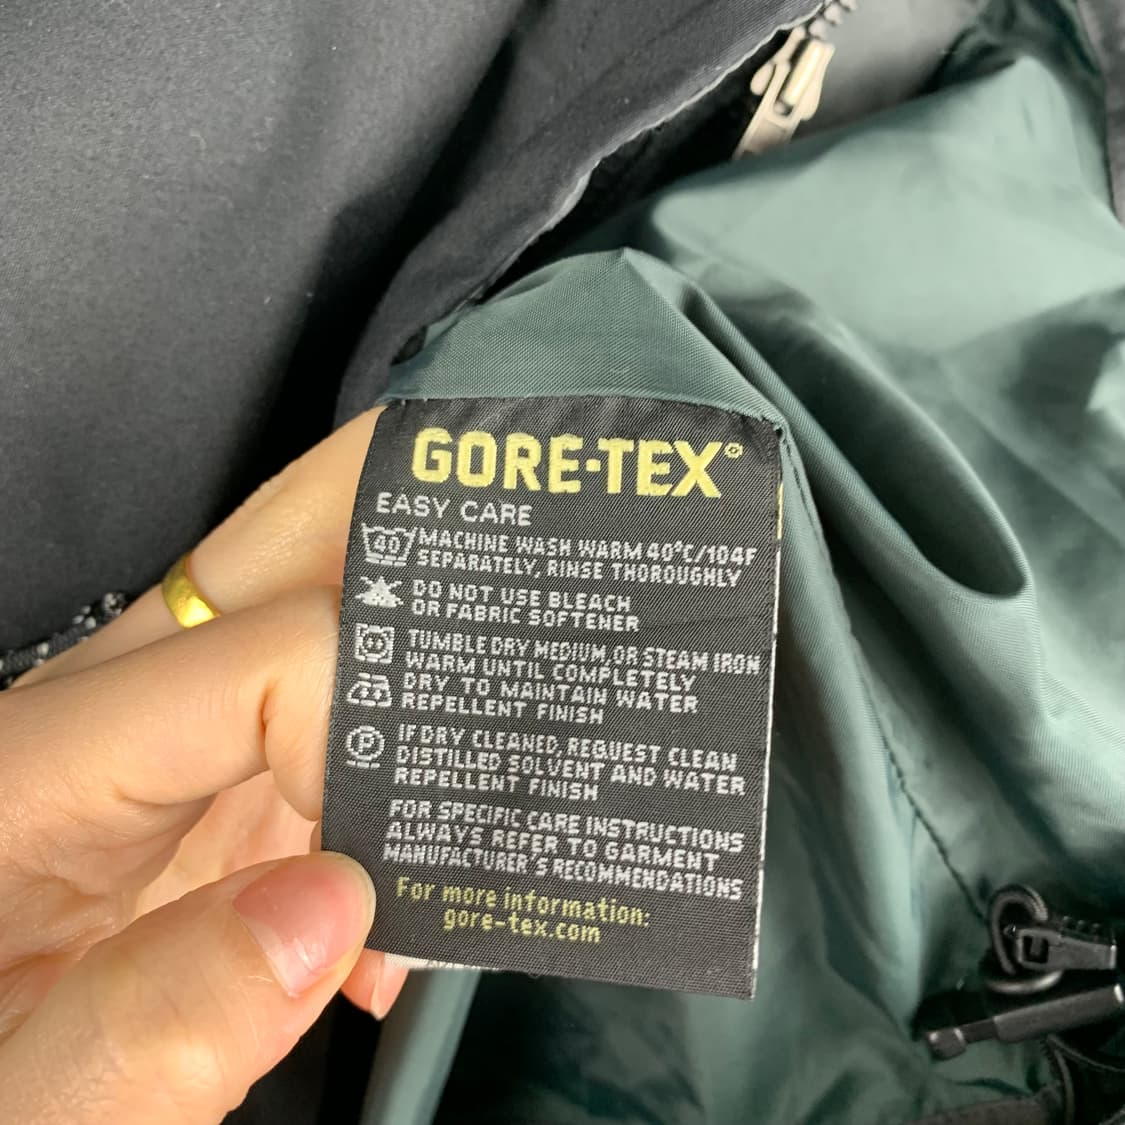 GORE-TEX®
EASY CARE
40 MACHINE WASH WARM 40°C/104F
SEPARATELY, RINSE THOROUGHLY
DO NOT USE BLEACH
OR FABRIC SOFTENER
TUMBLE DRY MEDIUM, OR STEAM IRON
WARM UNTIL COMPLETELY
DRY TO MAINTAIN WATER
REPELLENT FINISH
P IF DRY CLEANED, REQUEST CLEAN
DISTILLED SOLVENT AND WATER
REPELLENT FINISH
FOR SPECIFIC CARE INSTRUCTIONS
ALWAYS REFER TO GARMENT
MANUFACTURER'S RECOMMENDATIONS
For more information:
gore-tex.com